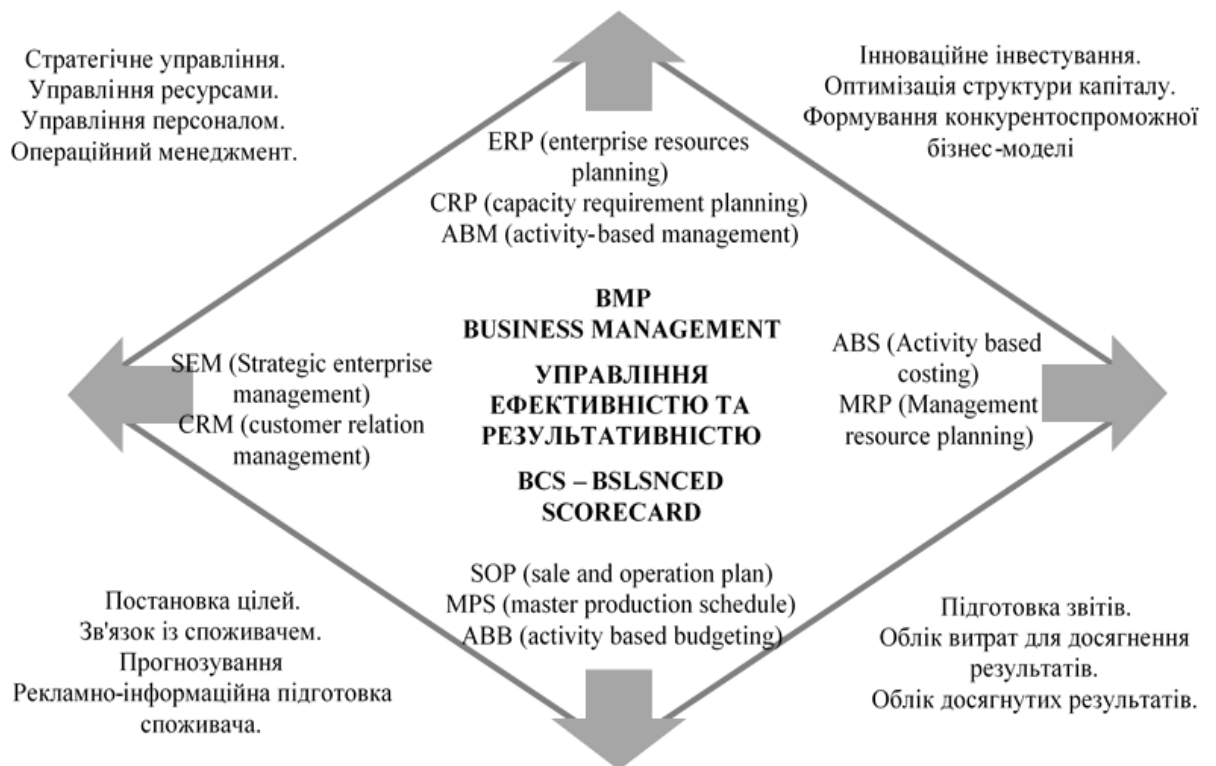 Стратегічне управління.
Управління ресурсами.
Управління персоналом.
Операційний менеджмент.
Інноваційне інвестування.
Оптимізація структури капіталу.
Формування конкурентоспроможної
бізнес-моделі
ERP (enterprise resources
planning)
CRP (capacity requirement planning)
ABM (activity-based management)
BMP
BUSINESS MANAGEMENT
УПРАВЛІННЯ
ЕФЕКТИВНІСТЮ ТА
РЕЗУЛЬТАТИВНІСТЮ
BCS – BSLSNCED
SCORECARD
SEM (Strategic enterprise
management)
CRM (customer relation
management)
ABS (Activity based
costing)
MRP (Management
resource planning)
SOP (sale and operation plan)
MPS (master production schedule)
ABB (activity based budgeting)
Постановка цілей.
Зв'язок із споживачем.
Прогнозування
Рекламно-інформаційна підготовка
споживача.
Підготовка звітів.
Облік витрат для досягнення
результатів.
Облік досягнутих результатів.